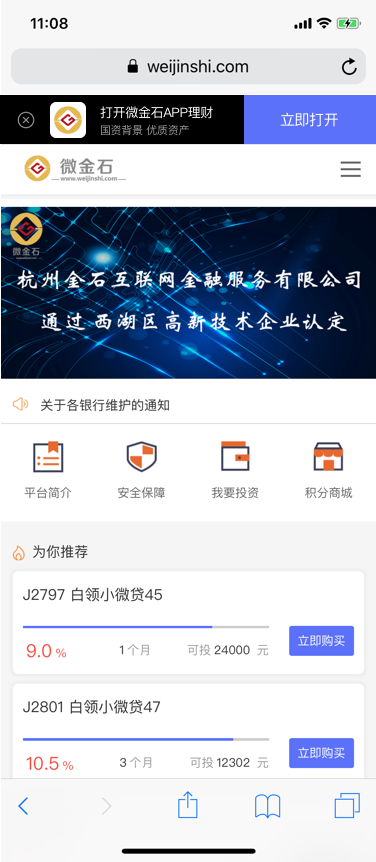 11:08
weijinshi.com
打开微金石APP理财
国资背景 优质资产
立即打开
微金石
www.weijinshi.com
微金石
杭州金石互联网金融服务有限公司
通过西湖区高新技术企业认定
关于各银行维护的通知
平台简介 安全保障 我要投资 积分商城
为你推荐
J2797 白领小微贷45
9.0 % 1 个月 可投 24000 元 立即购买
J2801 白领小微贷47
10.5 % 3 个月 可投 12302 元 立即购买